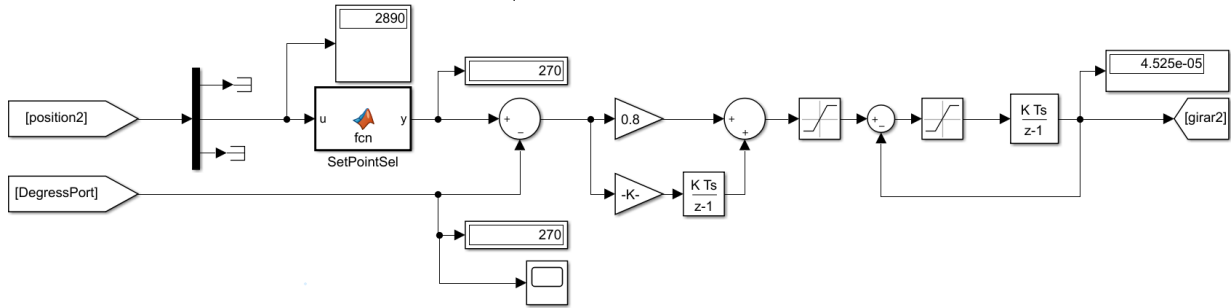 2890
270
4.525e-05
[position2]
u
fcn
y
SetPointSel
+
−
0.8
+
+
+
−
K Ts
z-1
[girar2]
[DegressPort]
-K-
K Ts
z-1
270